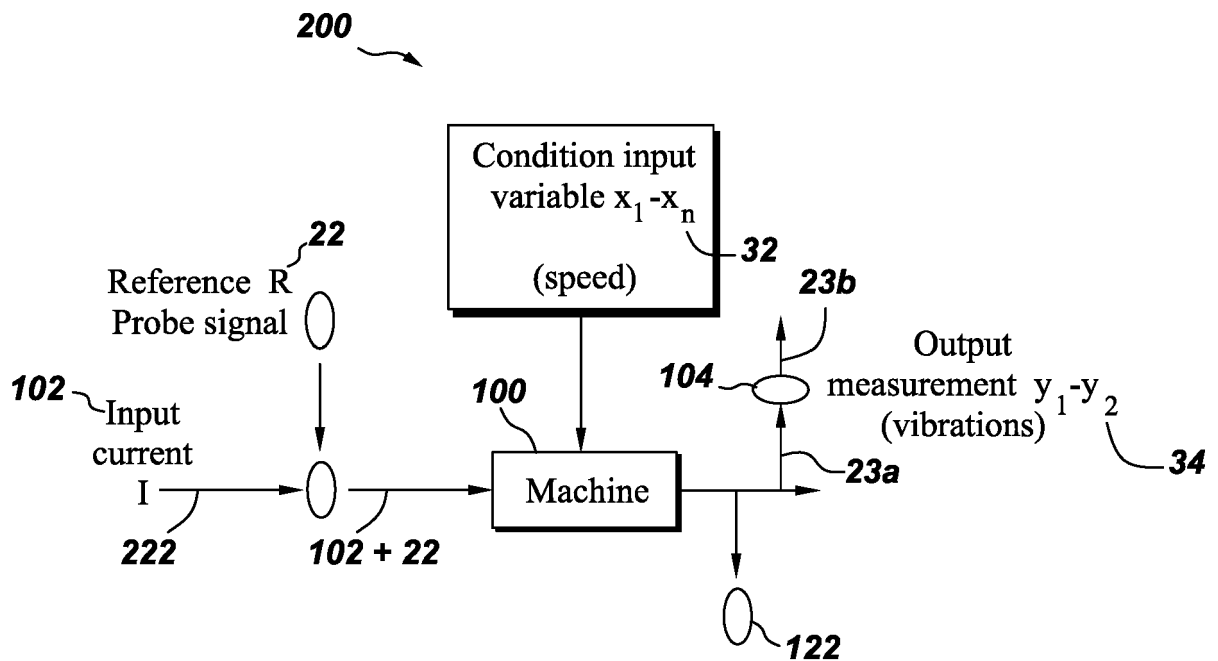 200
Condition input
variable x₁-xₙ
32
(speed)
22
Reference R
Probe signal
23b
104
Output
measurement y₁-y₂
(vibrations)
34
102
Input
current
I
100
Machine
23a
222
102 + 22
122